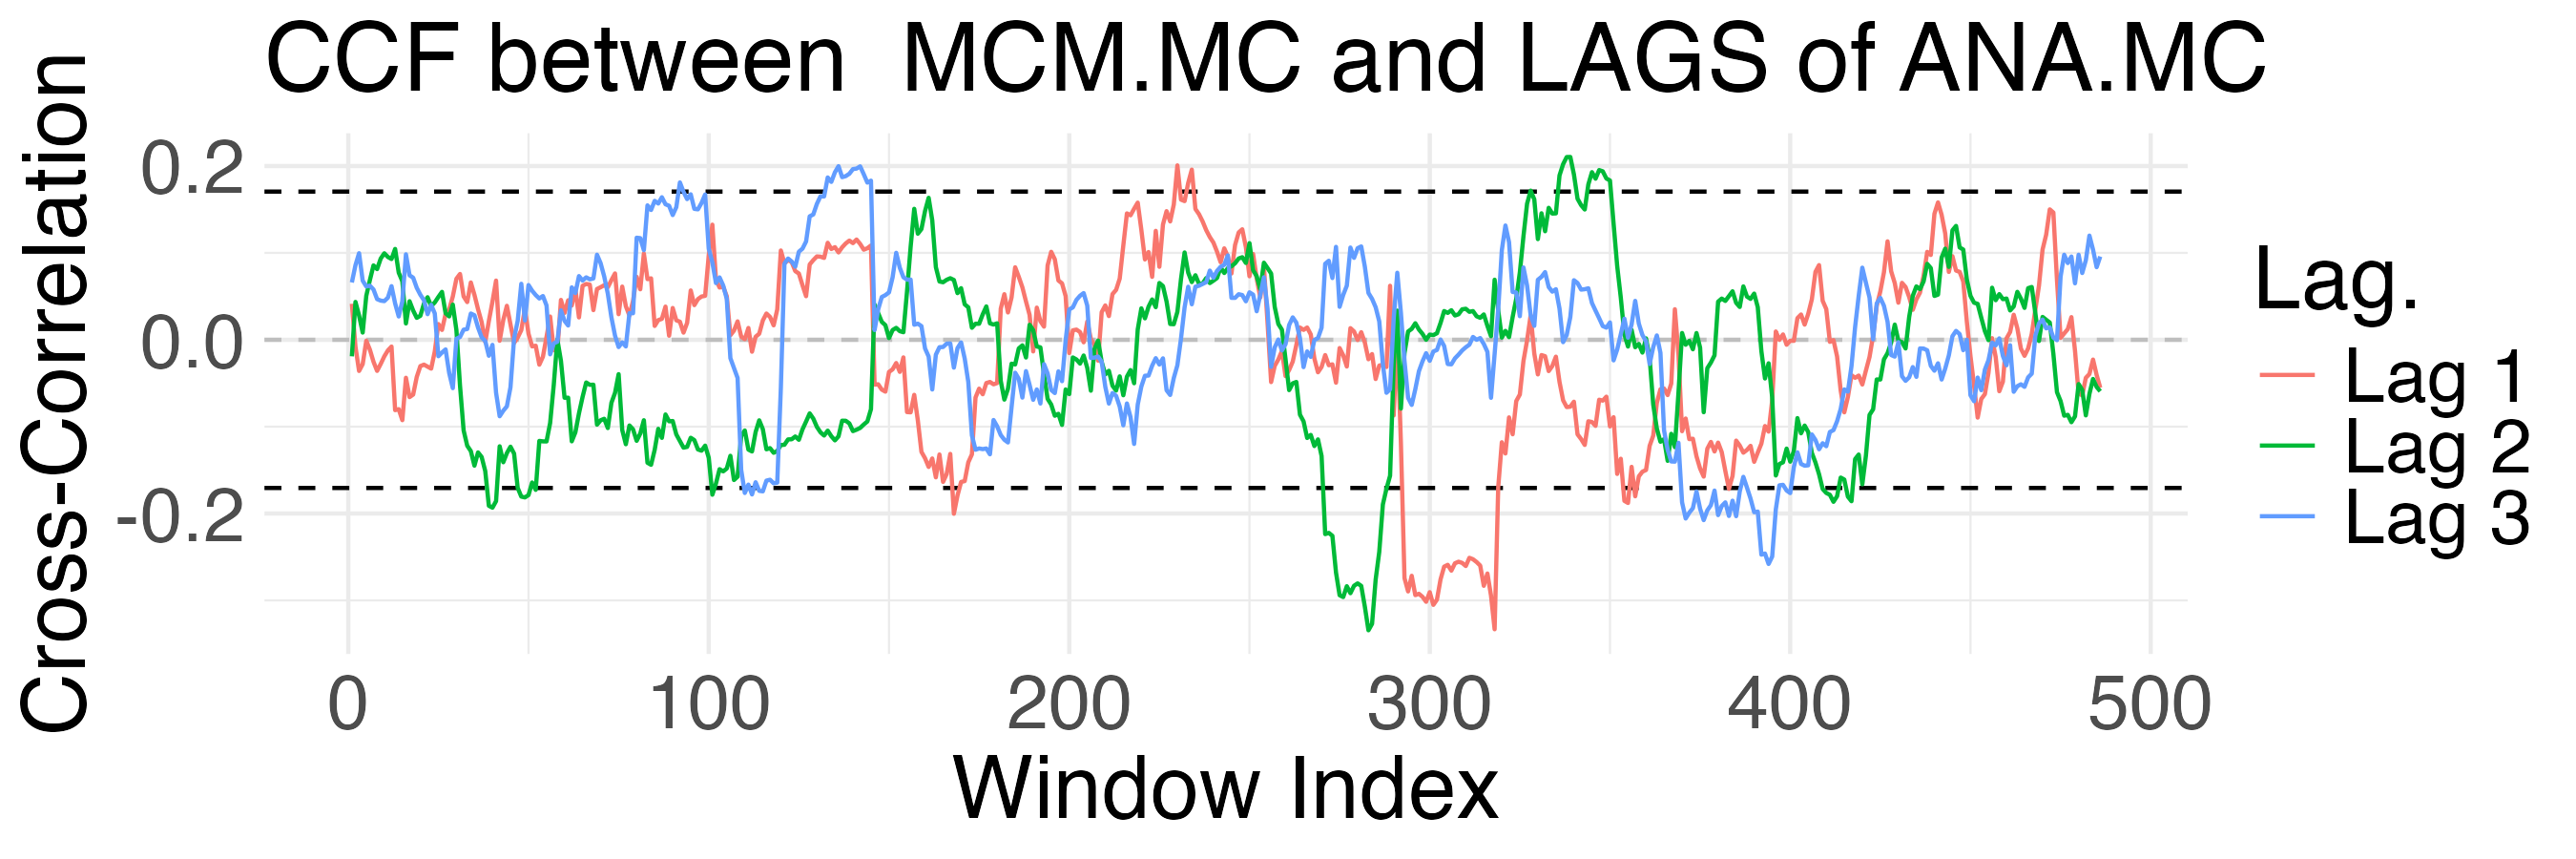 CCF between  MCM.MC and LAGS of ANA.MC
Cross-Correlation
0.2
0.0
-0.2
0 100 200 300 400 500
Window Index
Lag.
Lag 1
Lag 2
Lag 3